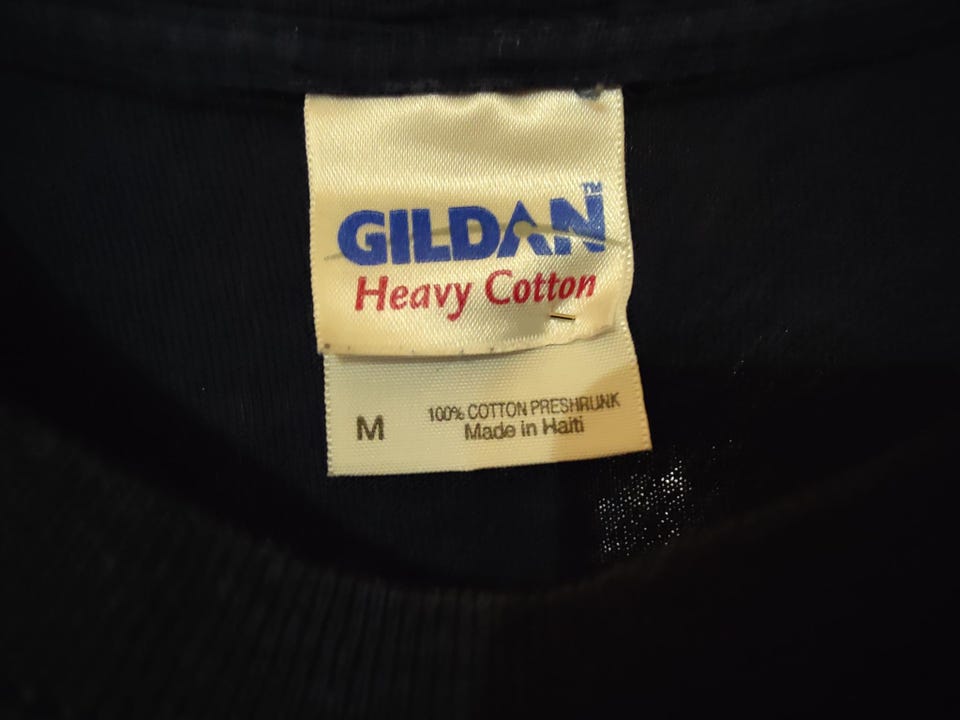 GILDAN™
Heavy Cotton
M 100% COTTON PRESHRUNK
Made in Haiti